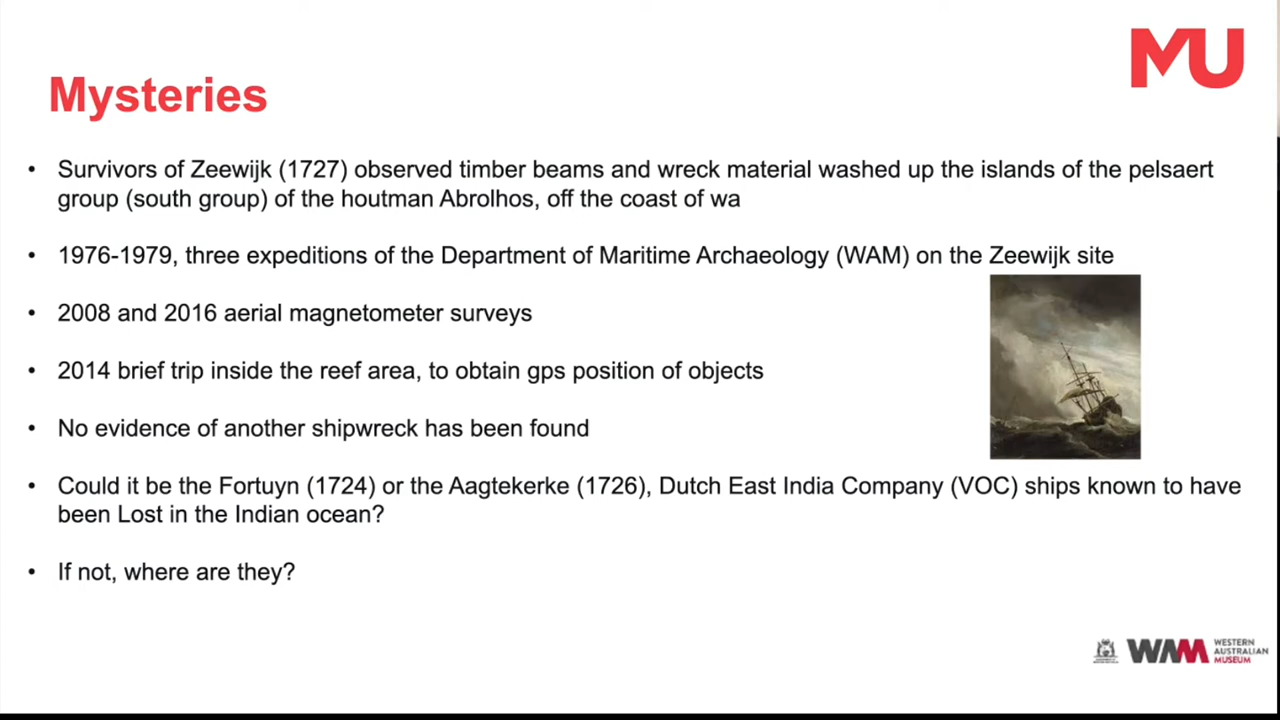 MU
Mysteries
• Survivors of Zeewijk (1727) observed timber beams and wreck material washed up the islands of the pelsaert
group (south group) of the houtman Abrolhos, off the coast of wa
• 1976-1979, three expeditions of the Department of Maritime Archaeology (WAM) on the Zeewijk site
• 2008 and 2016 aerial magnetometer surveys
• 2014 brief trip inside the reef area, to obtain gps position of objects
• No evidence of another shipwreck has been found
• Could it be the Fortuyn (1724) or the Aagtekerke (1726), Dutch East India Company (VOC) ships known to have
been Lost in the Indian ocean?
• If not, where are they?
WAM
WESTERN
AUSTRALIAN
MUSEUM